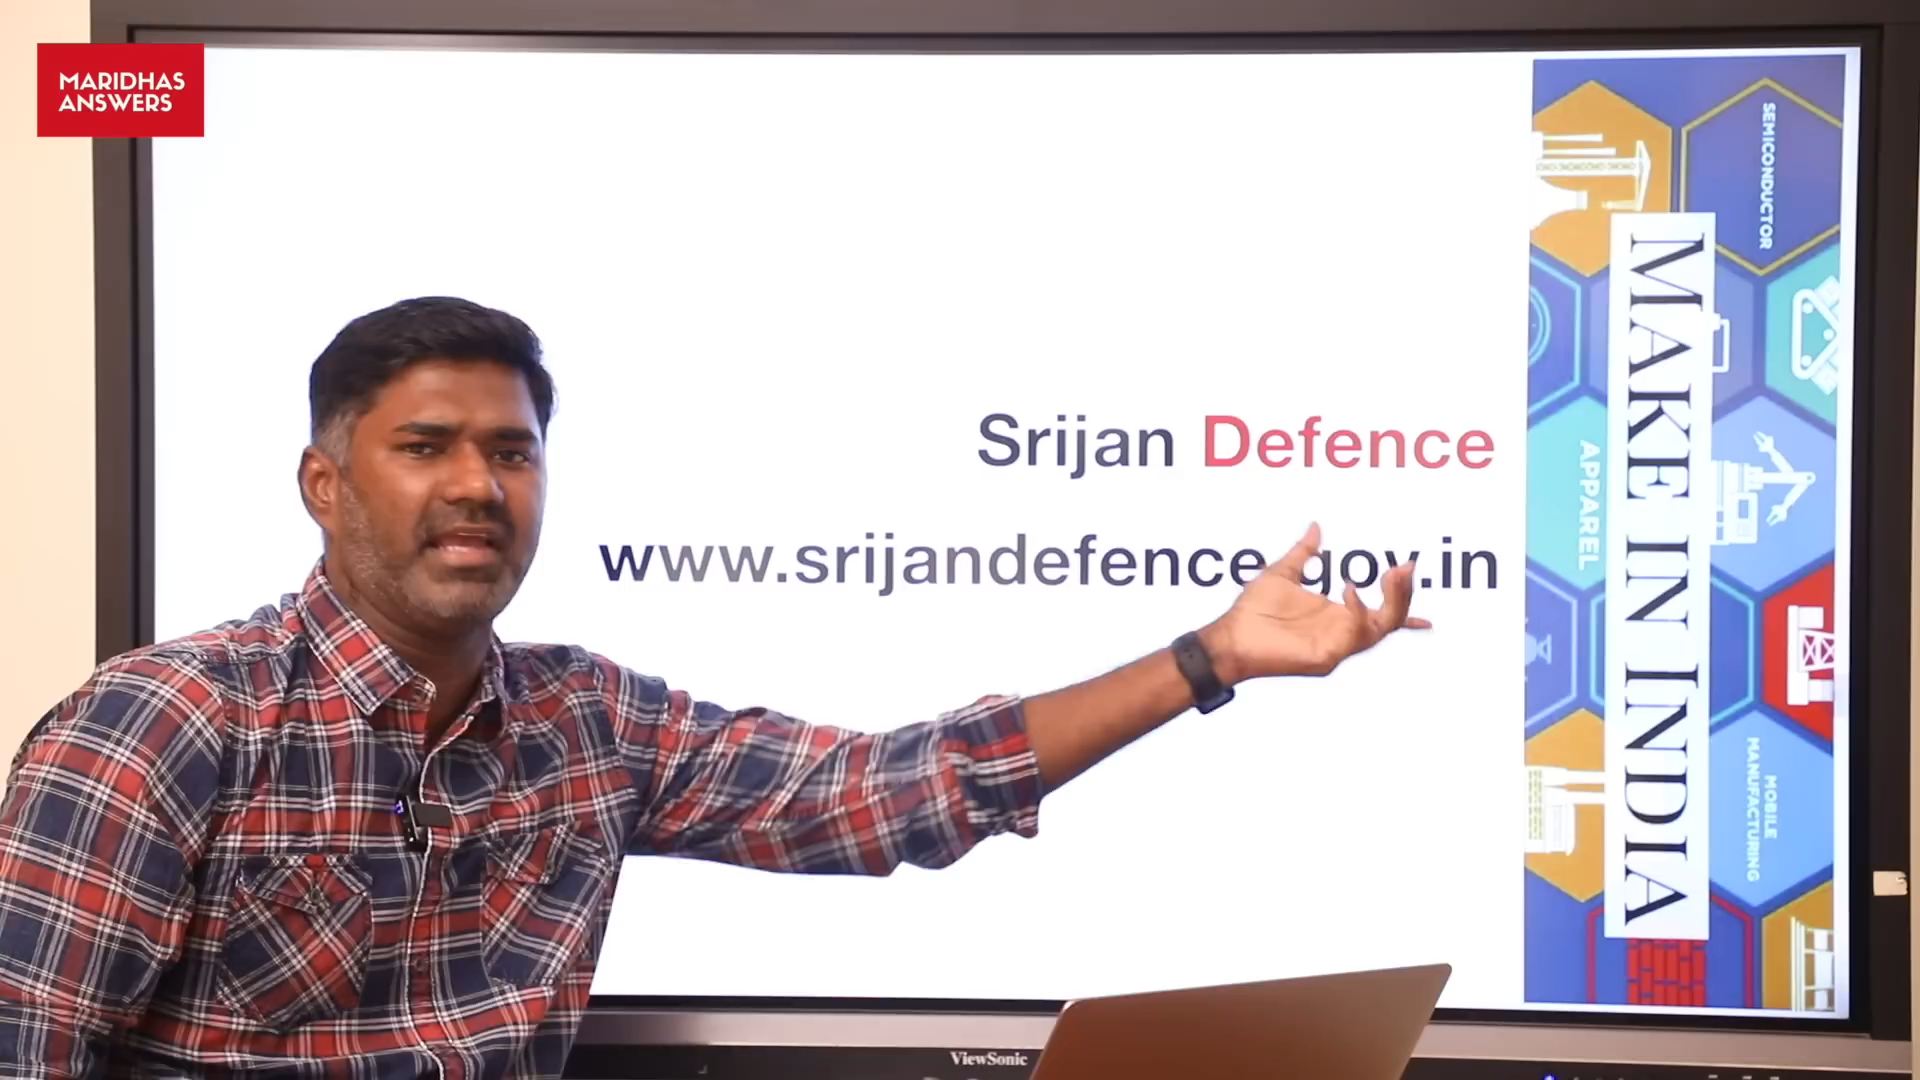 MARIDHAS
ANSWERS
Srijan Defence
www.srijandefence.gov.in
SEMICONDUCTOR
MAKE IN INDIA
APPAREL
MOBILE
MANUFACTURING
ViewSonic